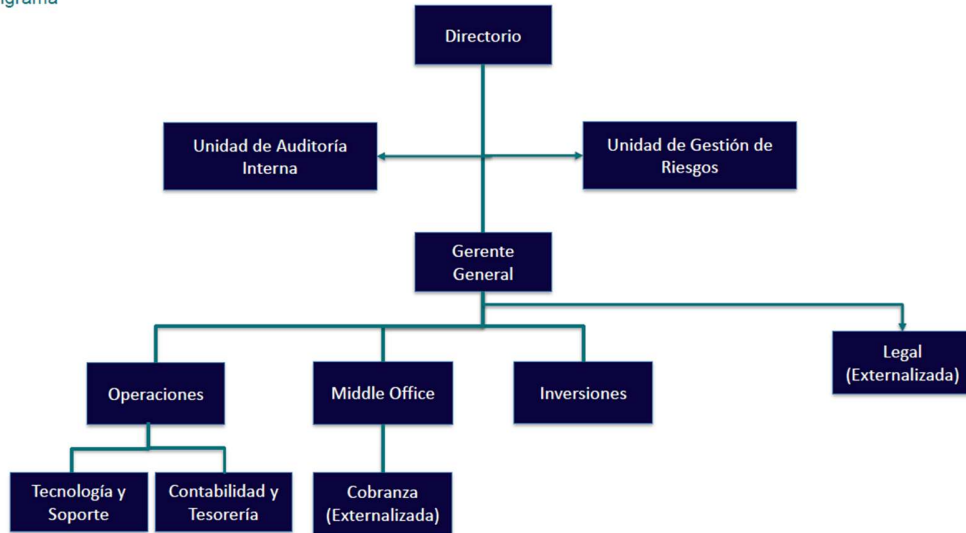 Directorio
Unidad de Auditoría
Interna
Unidad de Gestión de
Riesgos
Gerente
General
Legal
(Externalizada)
Operaciones
Middle Office
Inversiones
Tecnología y
Soporte
Contabilidad y
Tesorería
Cobranza
(Externalizada)